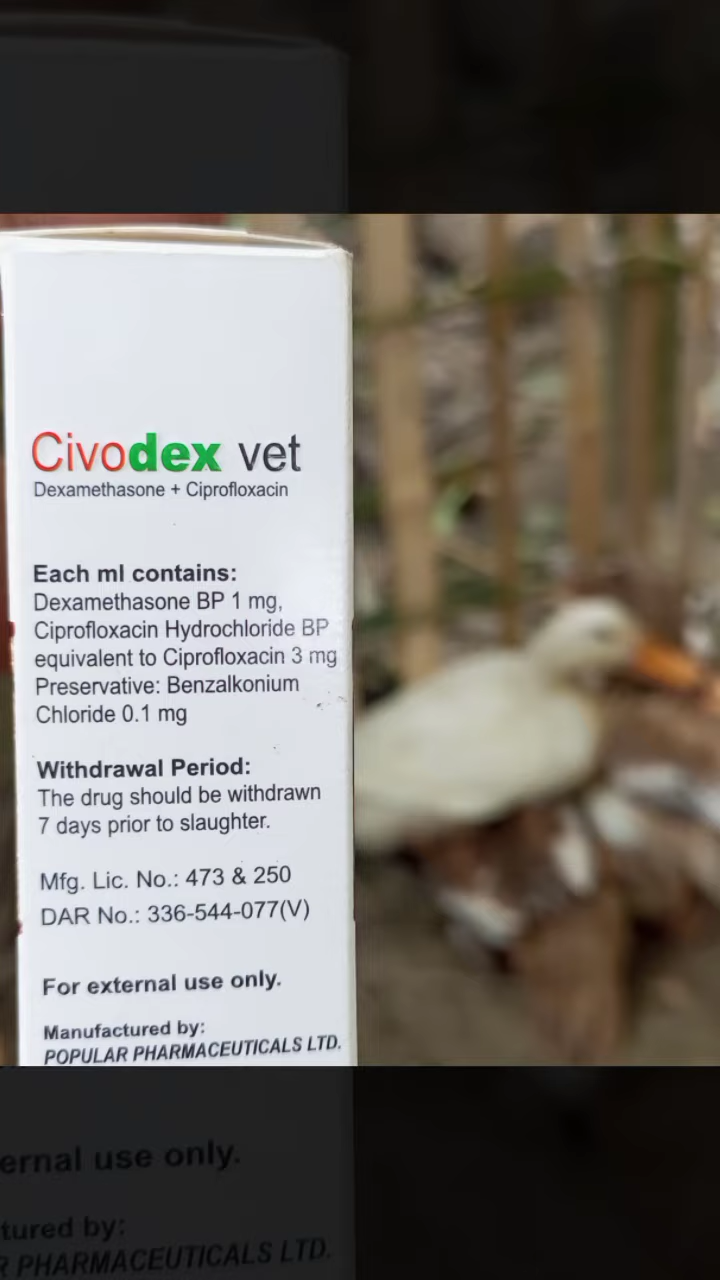 Civodex vet
Dexamethasone + Ciprofloxacin
Each ml contains:
Dexamethasone BP 1 mg,
Ciprofloxacin Hydrochloride BP
equivalent to Ciprofloxacin 3 mg
Preservative: Benzalkonium
Chloride 0.1 mg
Withdrawal Period:
The drug should be withdrawn
7 days prior to slaughter.
Mfg. Lic. No.: 473 & 250
DAR No.: 336-544-077(V)
For external use only.
Manufactured by:
POPULAR PHARMACEUTICALS LTD.
ernal use only.
tured by:
R PHARMACEUTICALS LTD.